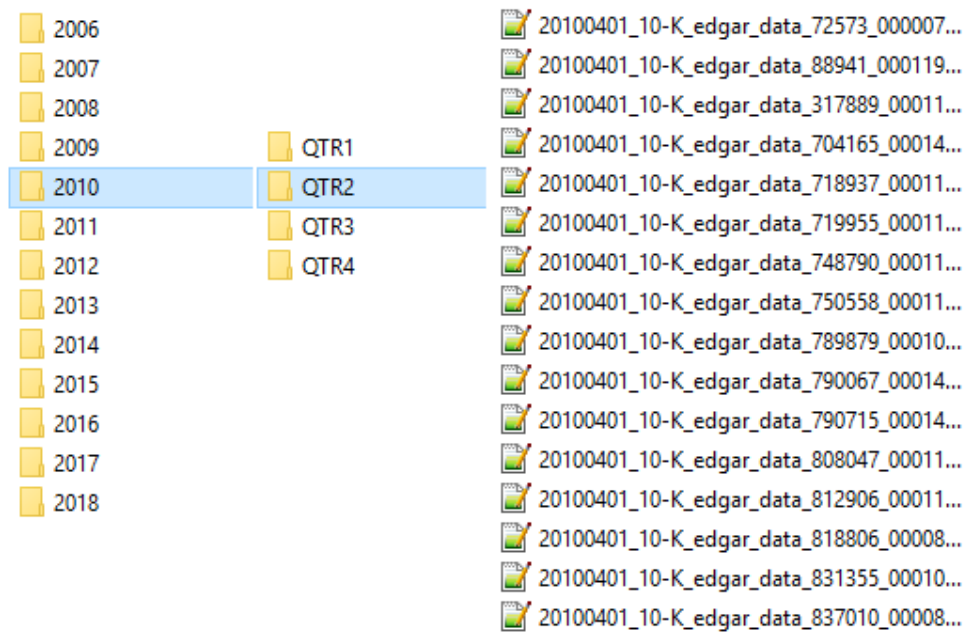 2006
2007
2008
2009
2010
2011
2012
2013
2014
2015
2016
2017
2018
QTR1
QTR2
QTR3
QTR4
20100401_10-K_edgar_data_72573_000007...
20100401_10-K_edgar_data_88941_000119...
20100401_10-K_edgar_data_317889_00011...
20100401_10-K_edgar_data_704165_00014...
20100401_10-K_edgar_data_718937_00011...
20100401_10-K_edgar_data_719955_00011...
20100401_10-K_edgar_data_748790_00011...
20100401_10-K_edgar_data_750558_00011...
20100401_10-K_edgar_data_789879_00010...
20100401_10-K_edgar_data_790067_00014...
20100401_10-K_edgar_data_790715_00014...
20100401_10-K_edgar_data_808047_00011...
20100401_10-K_edgar_data_812906_00011...
20100401_10-K_edgar_data_818806_00008...
20100401_10-K_edgar_data_831355_00010...
20100401_10-K_edgar_data_837010_00008...